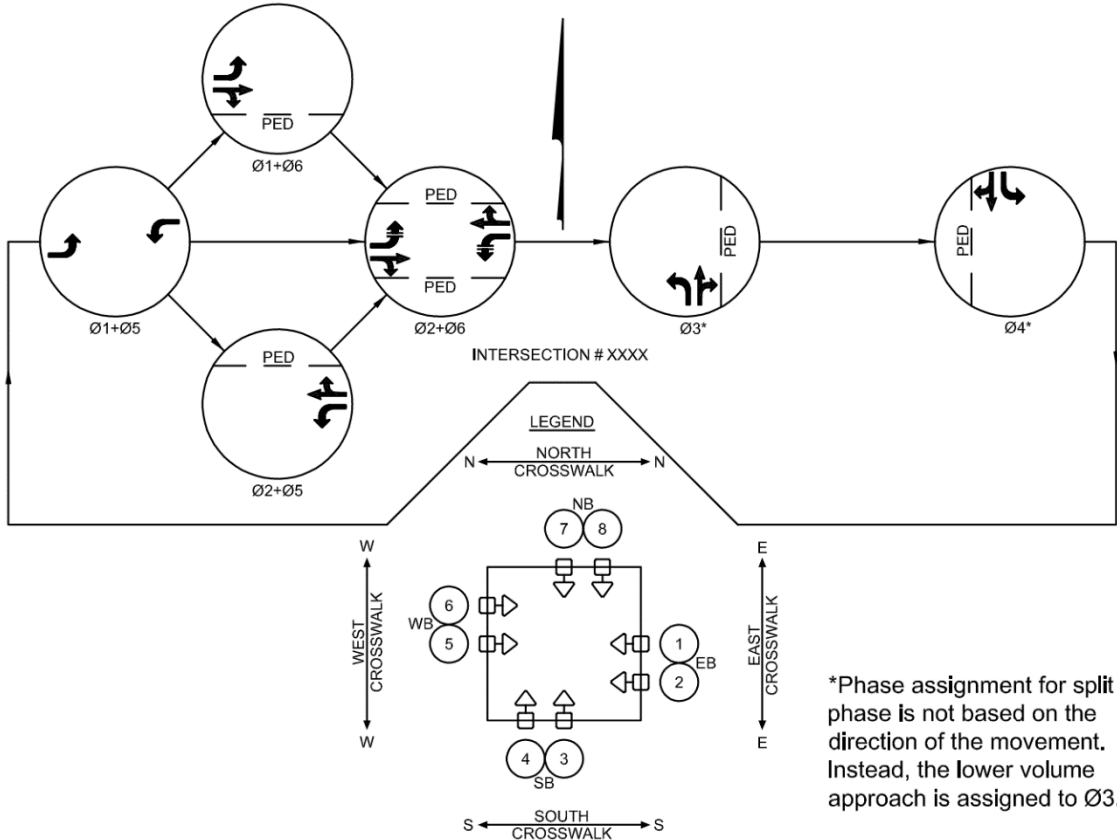 PED
Ø1+Ø6
PED
PED
PED
PED
Ø1+Ø5
Ø2+Ø6
Ø3*
Ø4*
INTERSECTION # XXXX
PED
Ø2+Ø5
LEGEND
NORTH
N N
CROSSWALK
NB
7 8
W E
6
WB
5
WEST
CROSSWALK
1
EB
2
EAST
CROSSWALK
W E
4 3
SB
SOUTH
S S
CROSSWALK
*Phase assignment for split
phase is not based on the
direction of the movement.
Instead, the lower volume
approach is assigned to Ø3.